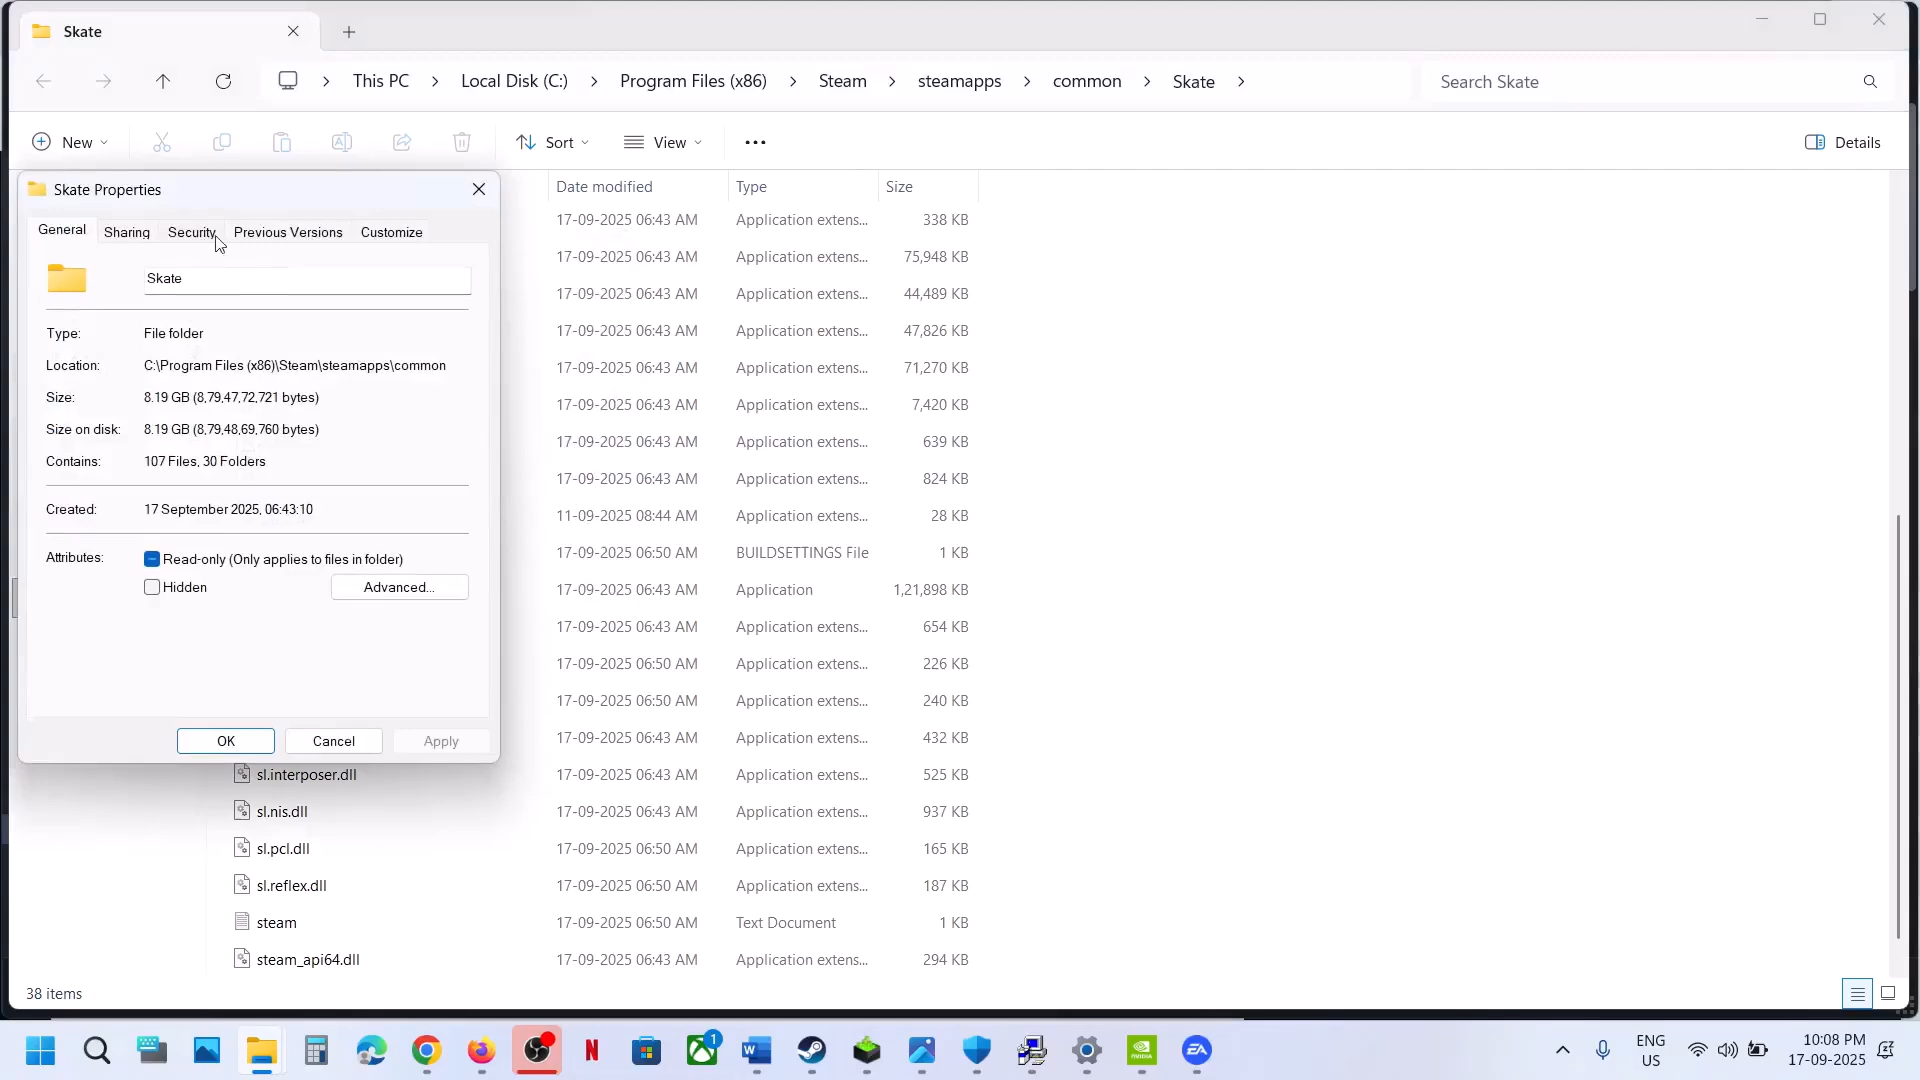 Skate
This PC
Local Disk (C:)
Program Files (x86)
Steam
steamapps
common
Skate
Search Skate
New
Sort
View
Details
Skate Properties
General
Sharing
Security
Previous Versions
Customize
Skate
Type: File folder
Location: C:\Program Files (x86)\Steam\steamapps\common
Size: 8.19 GB (8,79,47,72,721 bytes)
Size on disk: 8.19 GB (8,79,48,69,760 bytes)
Contains: 107 Files, 30 Folders
Created: 17 September 2025, 06:43:10
Attributes: Read-only (Only applies to files in folder)
Hidden
Advanced...
OK
Cancel
Apply
Date modified Type Size
17-09-2025 06:43 AM Application extens... 338 KB
17-09-2025 06:43 AM Application extens... 75,948 KB
17-09-2025 06:43 AM Application extens... 44,489 KB
17-09-2025 06:43 AM Application extens... 47,826 KB
17-09-2025 06:43 AM Application extens... 71,270 KB
17-09-2025 06:43 AM Application extens... 7,420 KB
17-09-2025 06:43 AM Application extens... 639 KB
17-09-2025 06:43 AM Application extens... 824 KB
11-09-2025 08:44 AM Application extens... 28 KB
17-09-2025 06:50 AM BUILDSETTINGS File 1 KB
17-09-2025 06:43 AM Application 1,21,898 KB
17-09-2025 06:43 AM Application extens... 654 KB
17-09-2025 06:50 AM Application extens... 226 KB
17-09-2025 06:50 AM Application extens... 240 KB
17-09-2025 06:43 AM Application extens... 432 KB
sl.interposer.dll 17-09-2025 06:43 AM Application extens... 525 KB
sl.nis.dll 17-09-2025 06:43 AM Application extens... 937 KB
sl.pcl.dll 17-09-2025 06:50 AM Application extens... 165 KB
sl.reflex.dll 17-09-2025 06:50 AM Application extens... 187 KB
steam 17-09-2025 06:50 AM Text Document 1 KB
steam_api64.dll 17-09-2025 06:43 AM Application extens... 294 KB
38 items
N
W
1
NVIDIA
EA
ENG
US
10:08 PM
17-09-2025